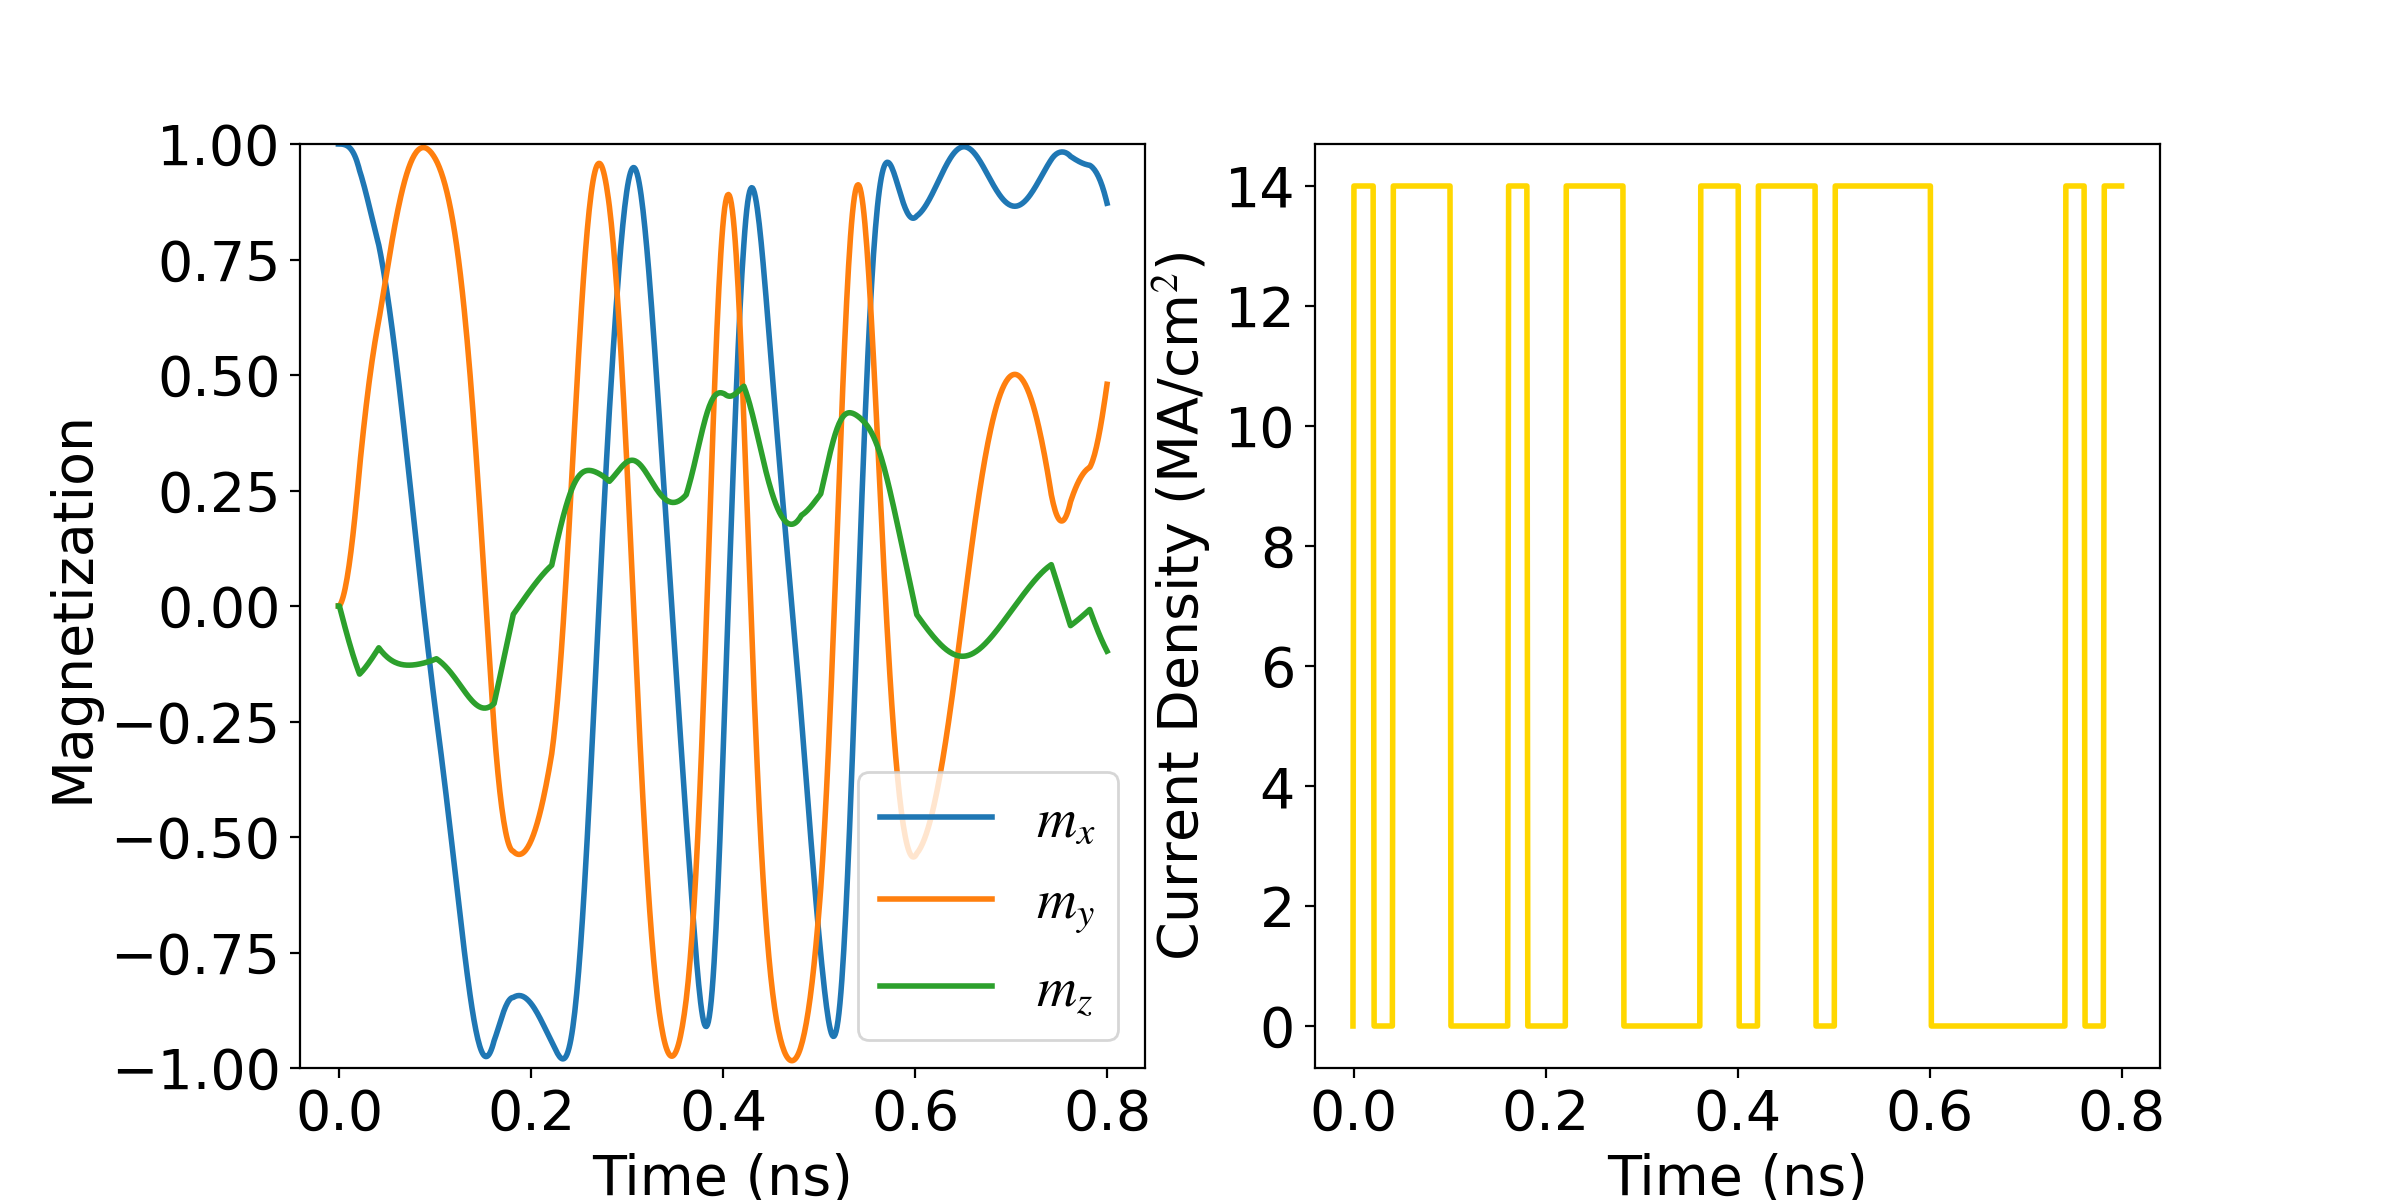 Magnetization
1.00
0.75
0.50
0.25
0.00
−0.25
−0.50
−0.75
−1.00
0.0 0.2 0.4 0.6 0.8
Time (ns)
m_x
m_y
m_z
Current Density (MA/cm²)
14
12
10
8
6
4
2
0
0.0 0.2 0.4 0.6 0.8
Time (ns)